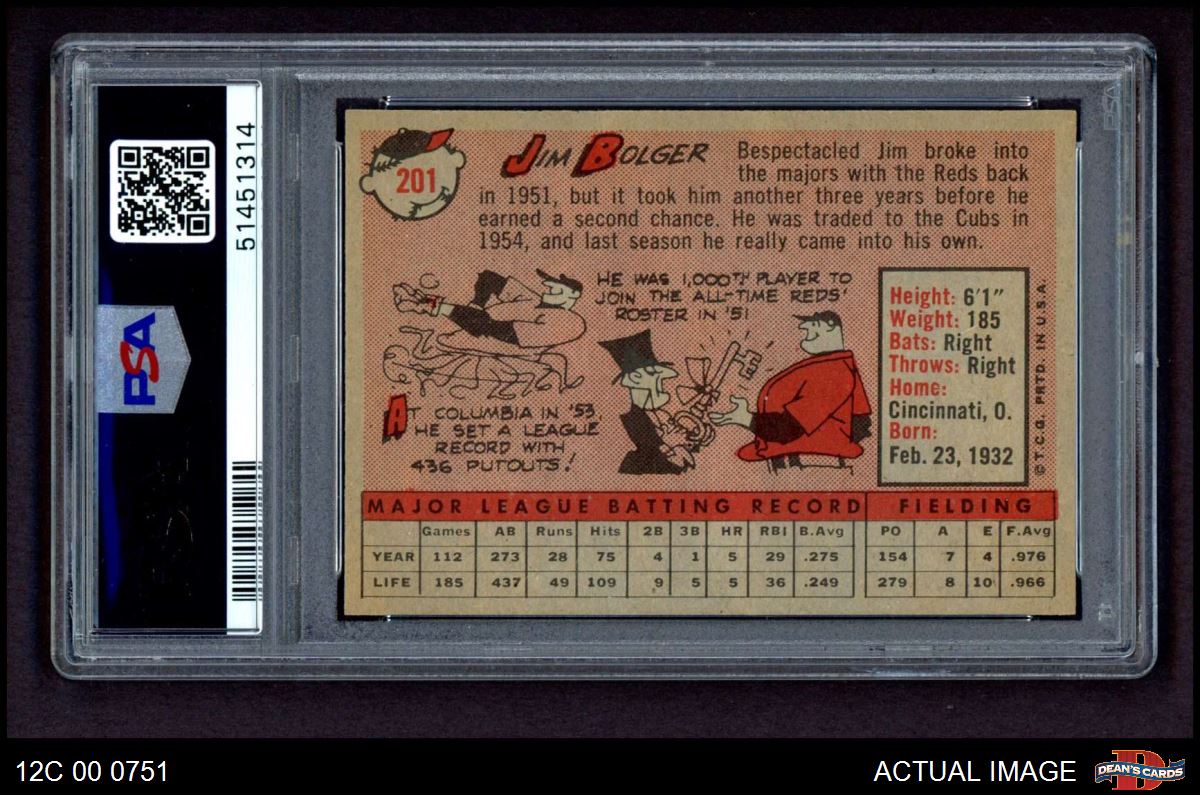 51451314
PSA
201
JIM BOLGER
Bespectacled Jim broke into
the majors with the Reds back
in 1951, but it took him another three years before he
earned a second chance. He was traded to the Cubs in
1954, and last season he really came into his own.
HE WAS 1,000TH PLAYER TO
JOIN THE ALL-TIME REDS'
ROSTER IN '51
AT COLUMBIA IN '53,
HE SET A LEAGUE
RECORD WITH
436 PUTOUTS!
Height: 6'1"
Weight: 185
Bats: Right
Throws: Right
Home:
Cincinnati, O.
Born:
Feb. 23, 1932
© T.C.G. PRTD. IN U.S.A.
MAJOR LEAGUE BATTING RECORD FIELDING
Games AB Runs Hits 2B 3B HR RBI B.Avg PO A E F.Avg
YEAR 112 273 28 75 4 1 5 29 .275 154 7 4 .976
LIFE 185 437 49 109 9 5 5 36 .249 279 8 10 .966
PSA
12C 00 0751
ACTUAL IMAGE
DEAN'S CARDS